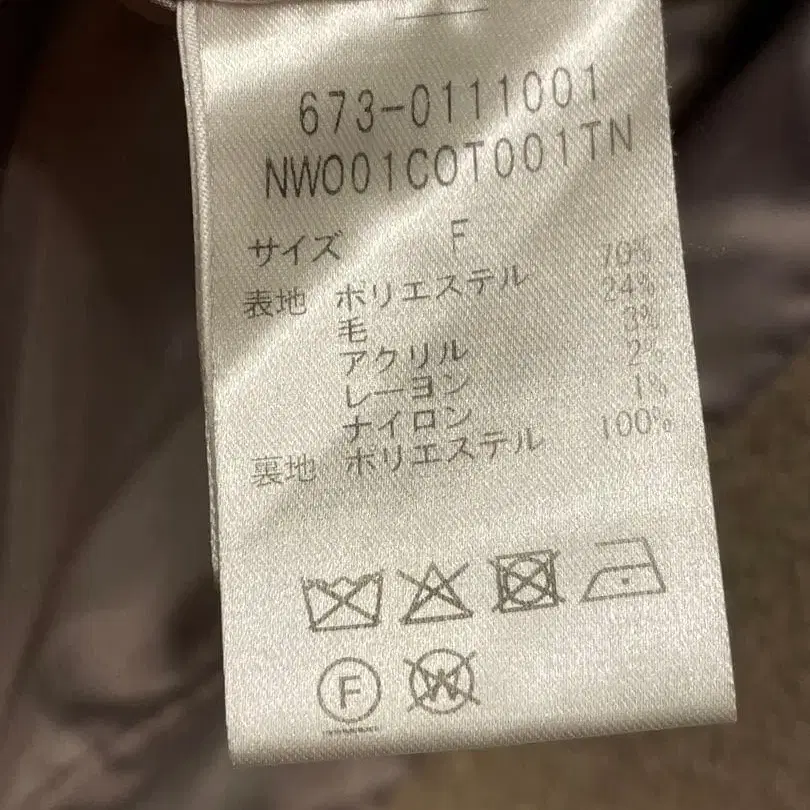 673-0111001
NW001COT001TN
サイズ F
表地 ポリエステル 70%
毛 24%
アクリル 3%
レーヨン 2%
ナイロン 1%
裏地 ポリエステル 100%
F W